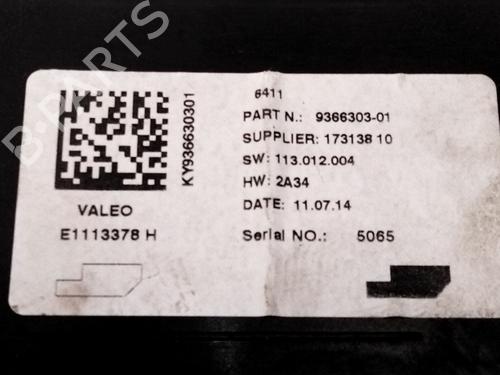 B-PARTS
KY936630301
VALEO
E1113378 H
6411
PART N.: 9366303-01
SUPPLIER: 173138 10
SW: 113.012.004
HW: 2A34
DATE: 11.07.14
Serial NO.: 5065